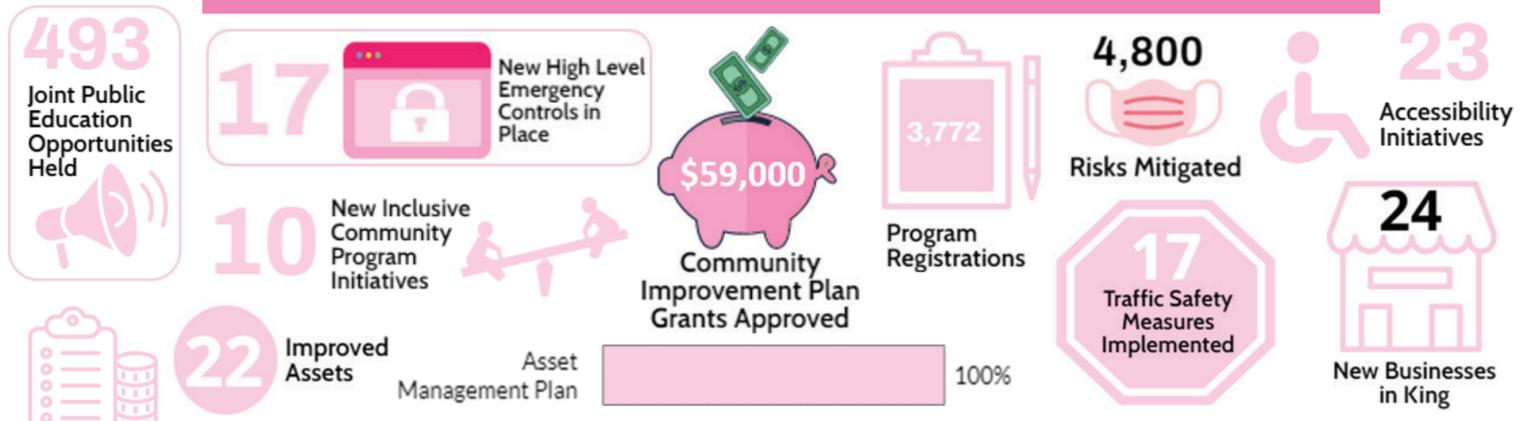 493
Joint Public
Education
Opportunities
Held
17
New High Level
Emergency
Controls in
Place
10
New Inclusive
Community
Program
Initiatives
22
Improved
Assets
$59,000
Community
Improvement Plan
Grants Approved
Asset
Management Plan
100%
3,772
Program
Registrations
4,800
Risks Mitigated
17
Traffic Safety
Measures
Implemented
23
Accessibility
Initiatives
24
New Businesses
in King